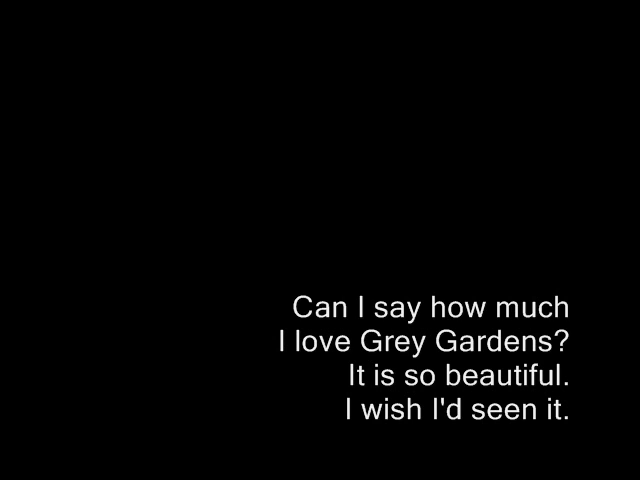 Can I say how much
I love Grey Gardens?
It is so beautiful.
I wish I'd seen it.